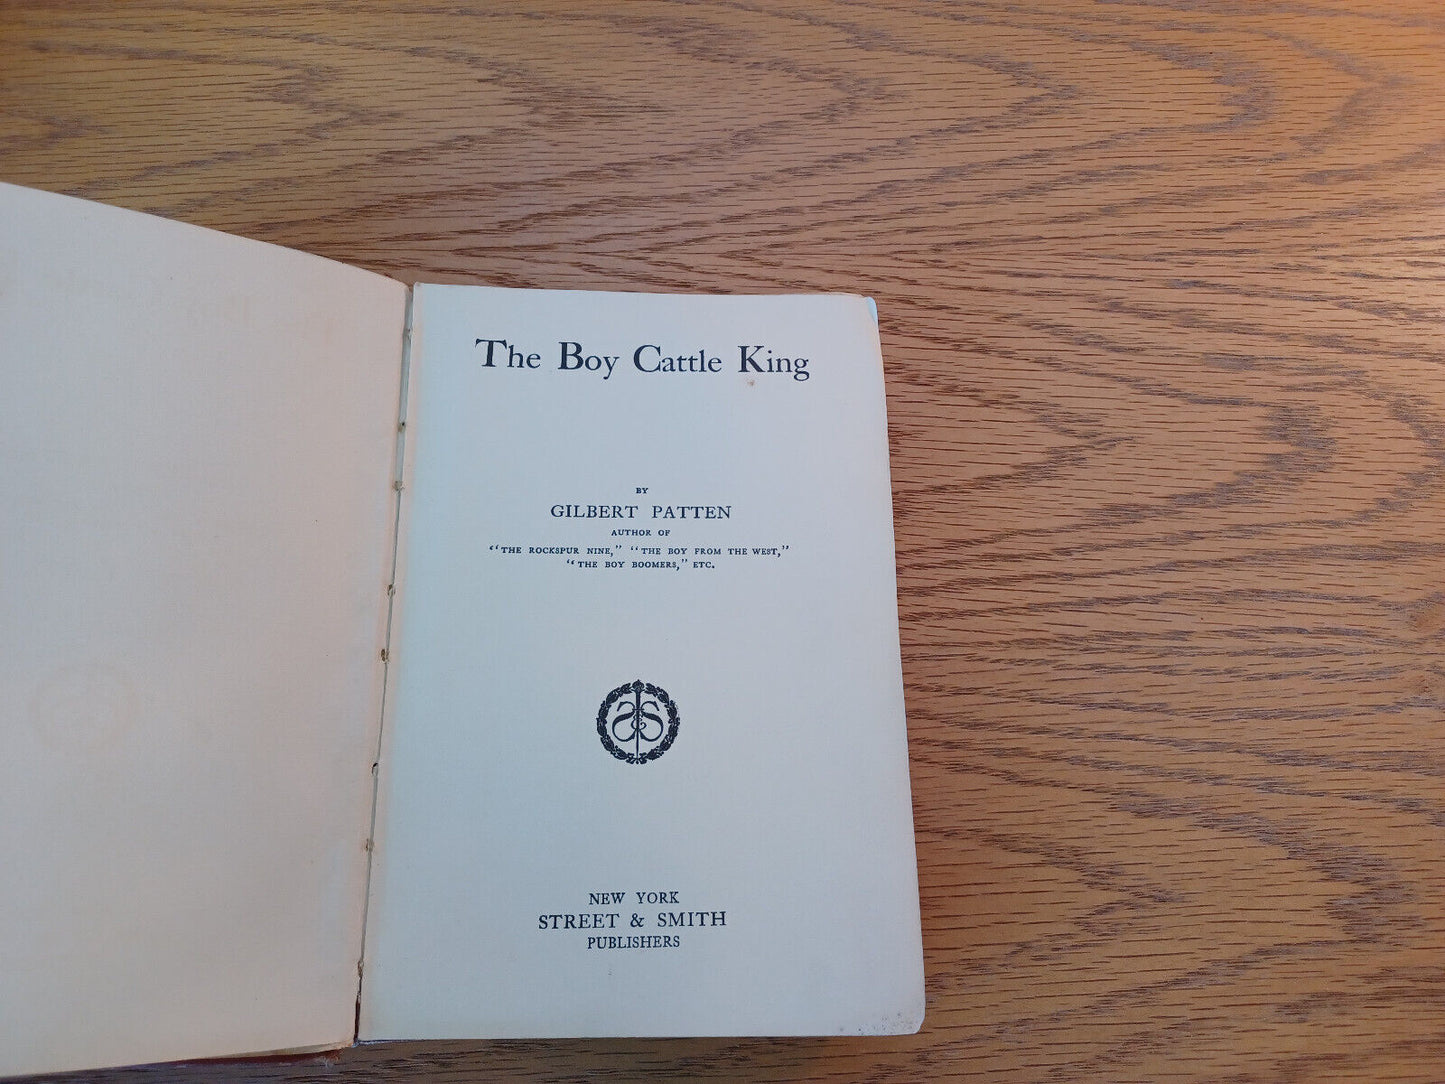 The Boy Cattle King
BY
GILBERT PATTEN
AUTHOR OF
"THE ROCKSPUR NINE," "THE BOY FROM THE WEST,"
"THE BOY BOOMERS," ETC.
S&S
NEW YORK
STREET & SMITH
PUBLISHERS